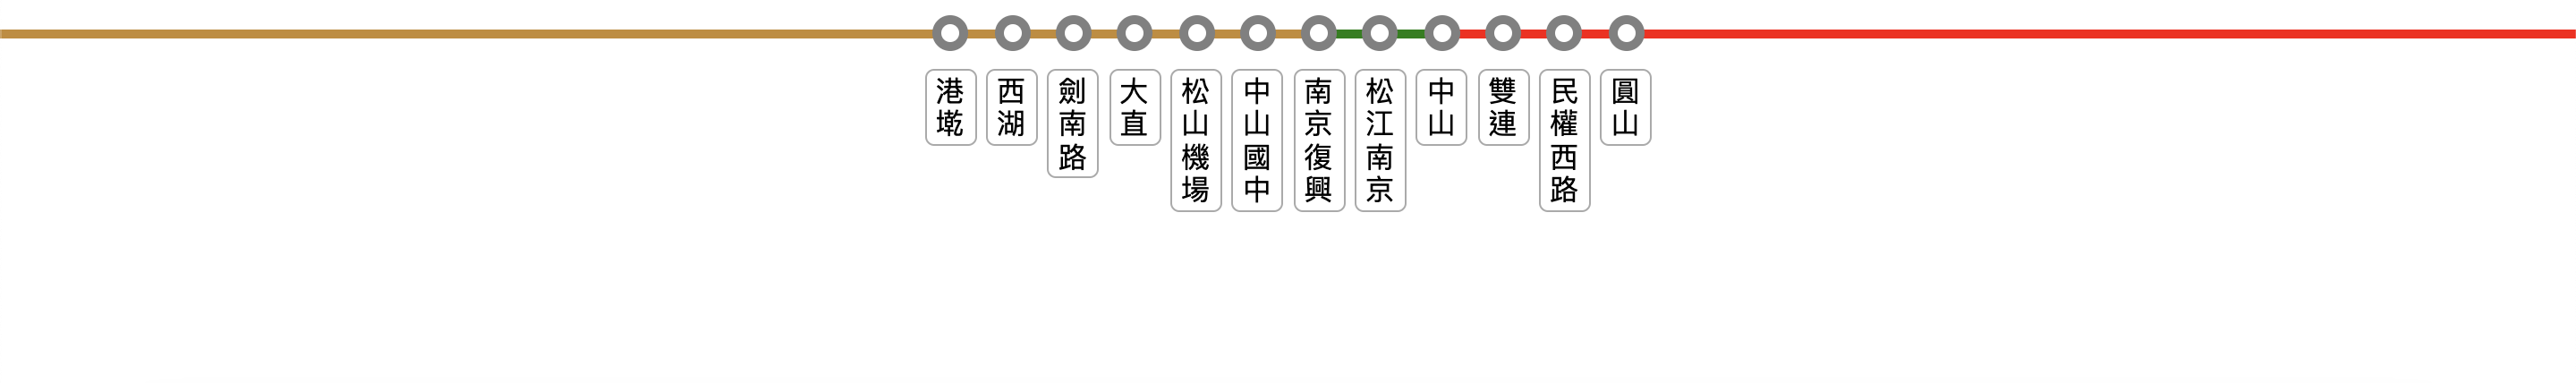 港墘
西湖
劍南路
大直
松山機場
中山國中
南京復興
松江南京
中山
雙連
民權西路
圓山